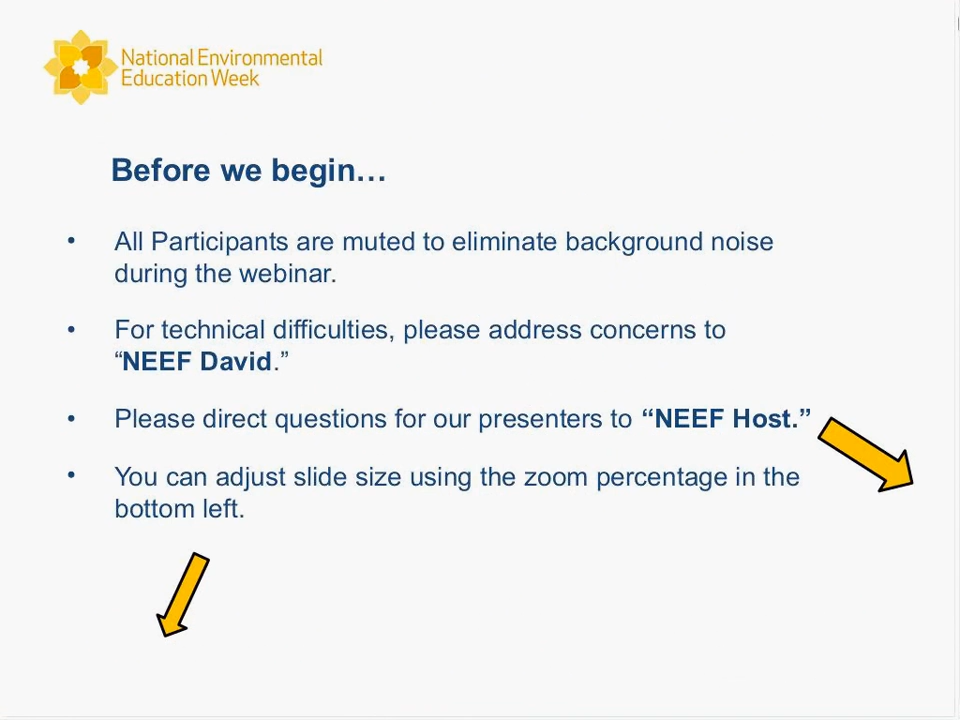 National Environmental
Education Week
Before we begin…
• All Participants are muted to eliminate background noise
during the webinar.
• For technical difficulties, please address concerns to
“NEEF David.”
• Please direct questions for our presenters to “NEEF Host.”
• You can adjust slide size using the zoom percentage in the
bottom left.